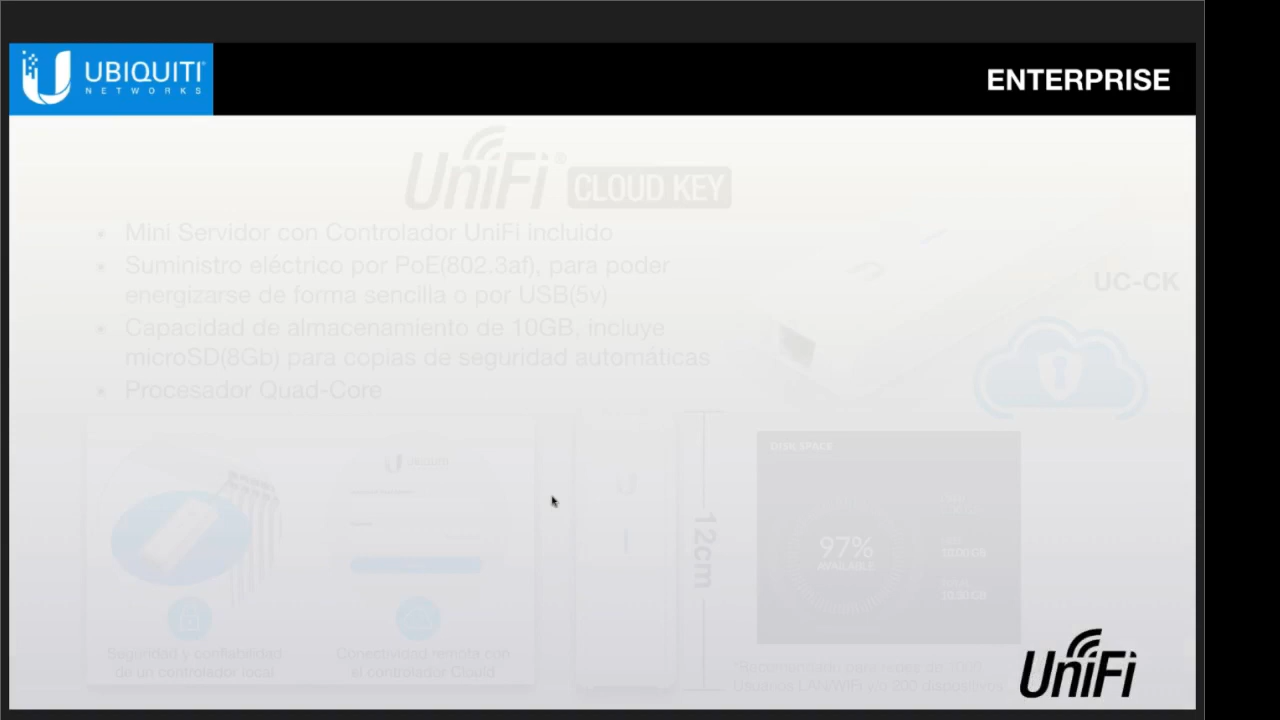 UBIQUITI
NETWORKS
ENTERPRISE
UniFi®
CLOUD KEY
Mini Servidor con Controlador UniFi incluido
Suministro eléctrico por PoE(802.3af), para poder
energizarse de forma sencilla o por USB(5v)
Capacidad de almacenamiento de 10GB, incluye
microSD(8Gb) para copias de seguridad automáticas
Procesador Quad-Core
UC-CK
DISK SPACE
97%
AVAILABLE
12cm
Seguridad y confiabilidad
de un controlador local
Conectividad remota con
el controlador
UniFi